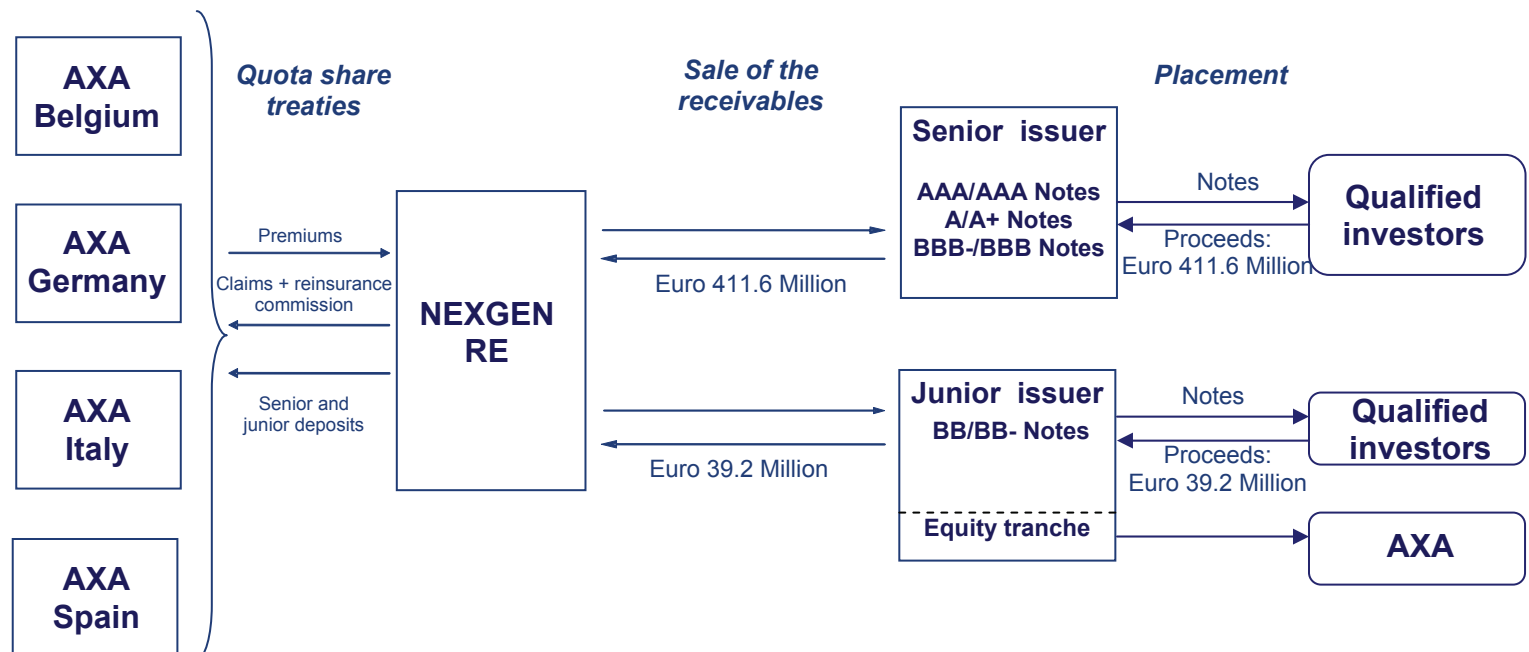 AXA
Belgium
AXA
Germany
AXA
Italy
AXA
Spain
Quota share
treaties
Premiums
Claims + reinsurance
commission
Senior and
junior deposits
NEXGEN
RE
Sale of the
receivables
Euro 411.6 Million
Euro 39.2 Million
Senior issuer
AAA/AAA Notes
A/A+ Notes
BBB-/BBB Notes
Junior issuer
BB/BB- Notes
Equity tranche
Placement
Notes
Proceeds:
Euro 411.6 Million
Qualified
investors
Notes
Proceeds:
Euro 39.2 Million
Qualified
investors
AXA